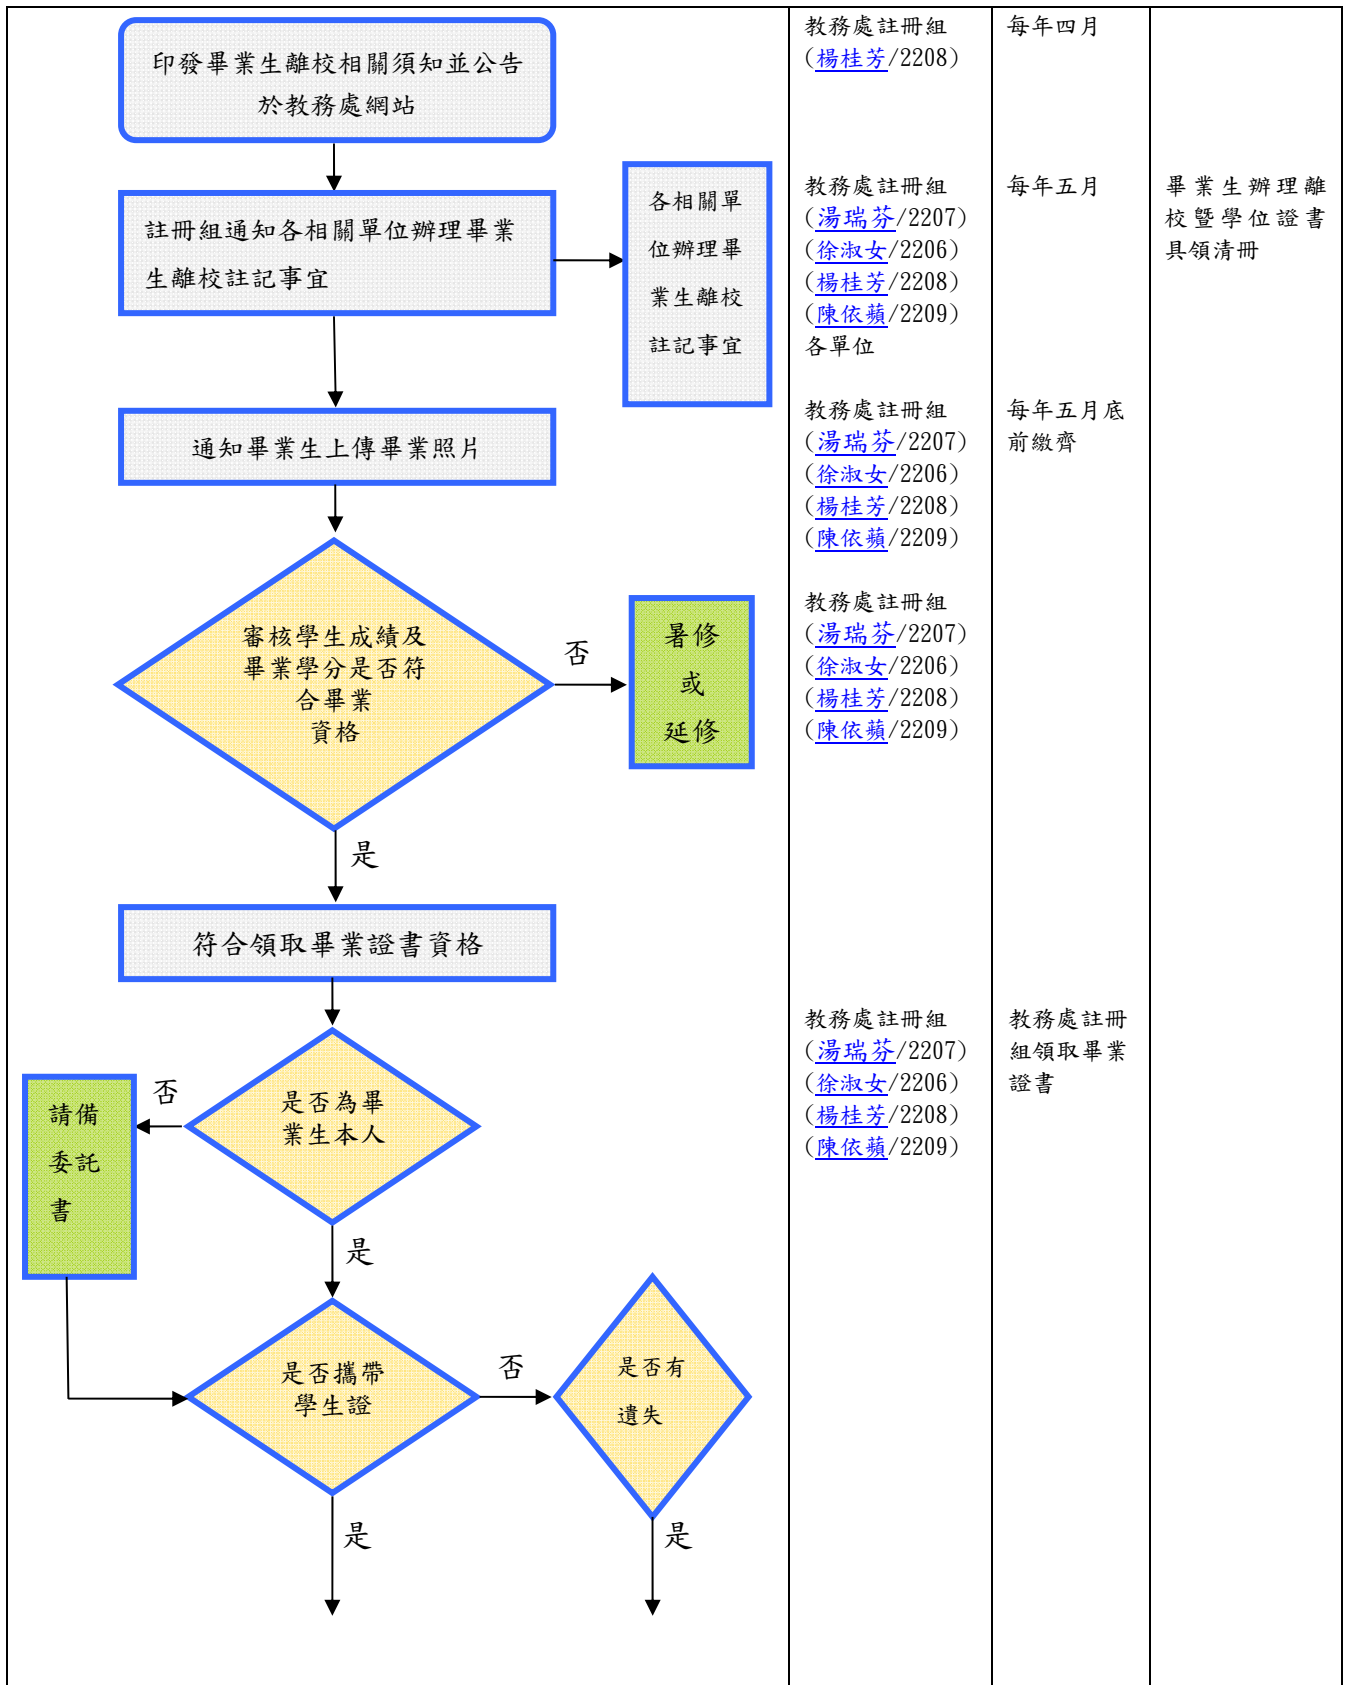 印發畢業生離校相關須知並公告
於教務處網站
教務處註冊組
(楊桂芳/2208)
每年四月
註冊組通知各相關單位辦理畢業
生離校註記事宜
各相關單
位辦理畢
業生離校
註記事宜
教務處註冊組
(湯瑞芬/2207)
(徐淑女/2206)
(楊桂芳/2208)
(陳依蘋/2209)
各單位
每年五月
畢業生辦理離
校暨學位證書
具領清冊
通知畢業生上傳畢業照片
教務處註冊組
(湯瑞芬/2207)
(徐淑女/2206)
(楊桂芳/2208)
(陳依蘋/2209)
每年五月底
前繳齊
審核學生成績及
畢業學分是否符
合畢業
資格
否
暑修
或
延修
教務處註冊組
(湯瑞芬/2207)
(徐淑女/2206)
(楊桂芳/2208)
(陳依蘋/2209)
是
符合領取畢業證書資格
是否為畢
業生本人
否
請備
委託
書
教務處註冊組
(湯瑞芬/2207)
(徐淑女/2206)
(楊桂芳/2208)
(陳依蘋/2209)
教務處註冊
組領取畢業
證書
是
是否攜帶
學生證
否
是否有
遺失
是
是